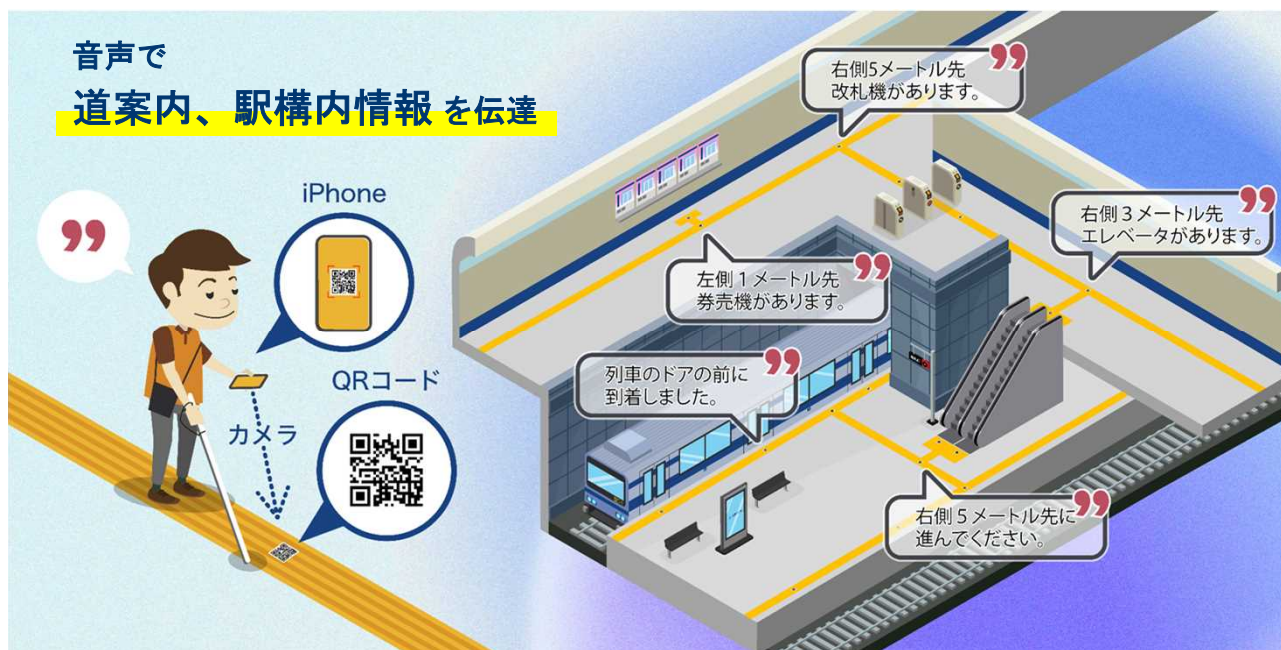 音声で
道案内、駅構内情報 を伝達
iPhone
QRコード
カメラ
右側5メートル先
改札機があります。
右側3メートル先
エレベータがあります。
左側1メートル先
券売機があります。
列車のドアの前に
到着しました。
右側5メートル先に
進んでください。